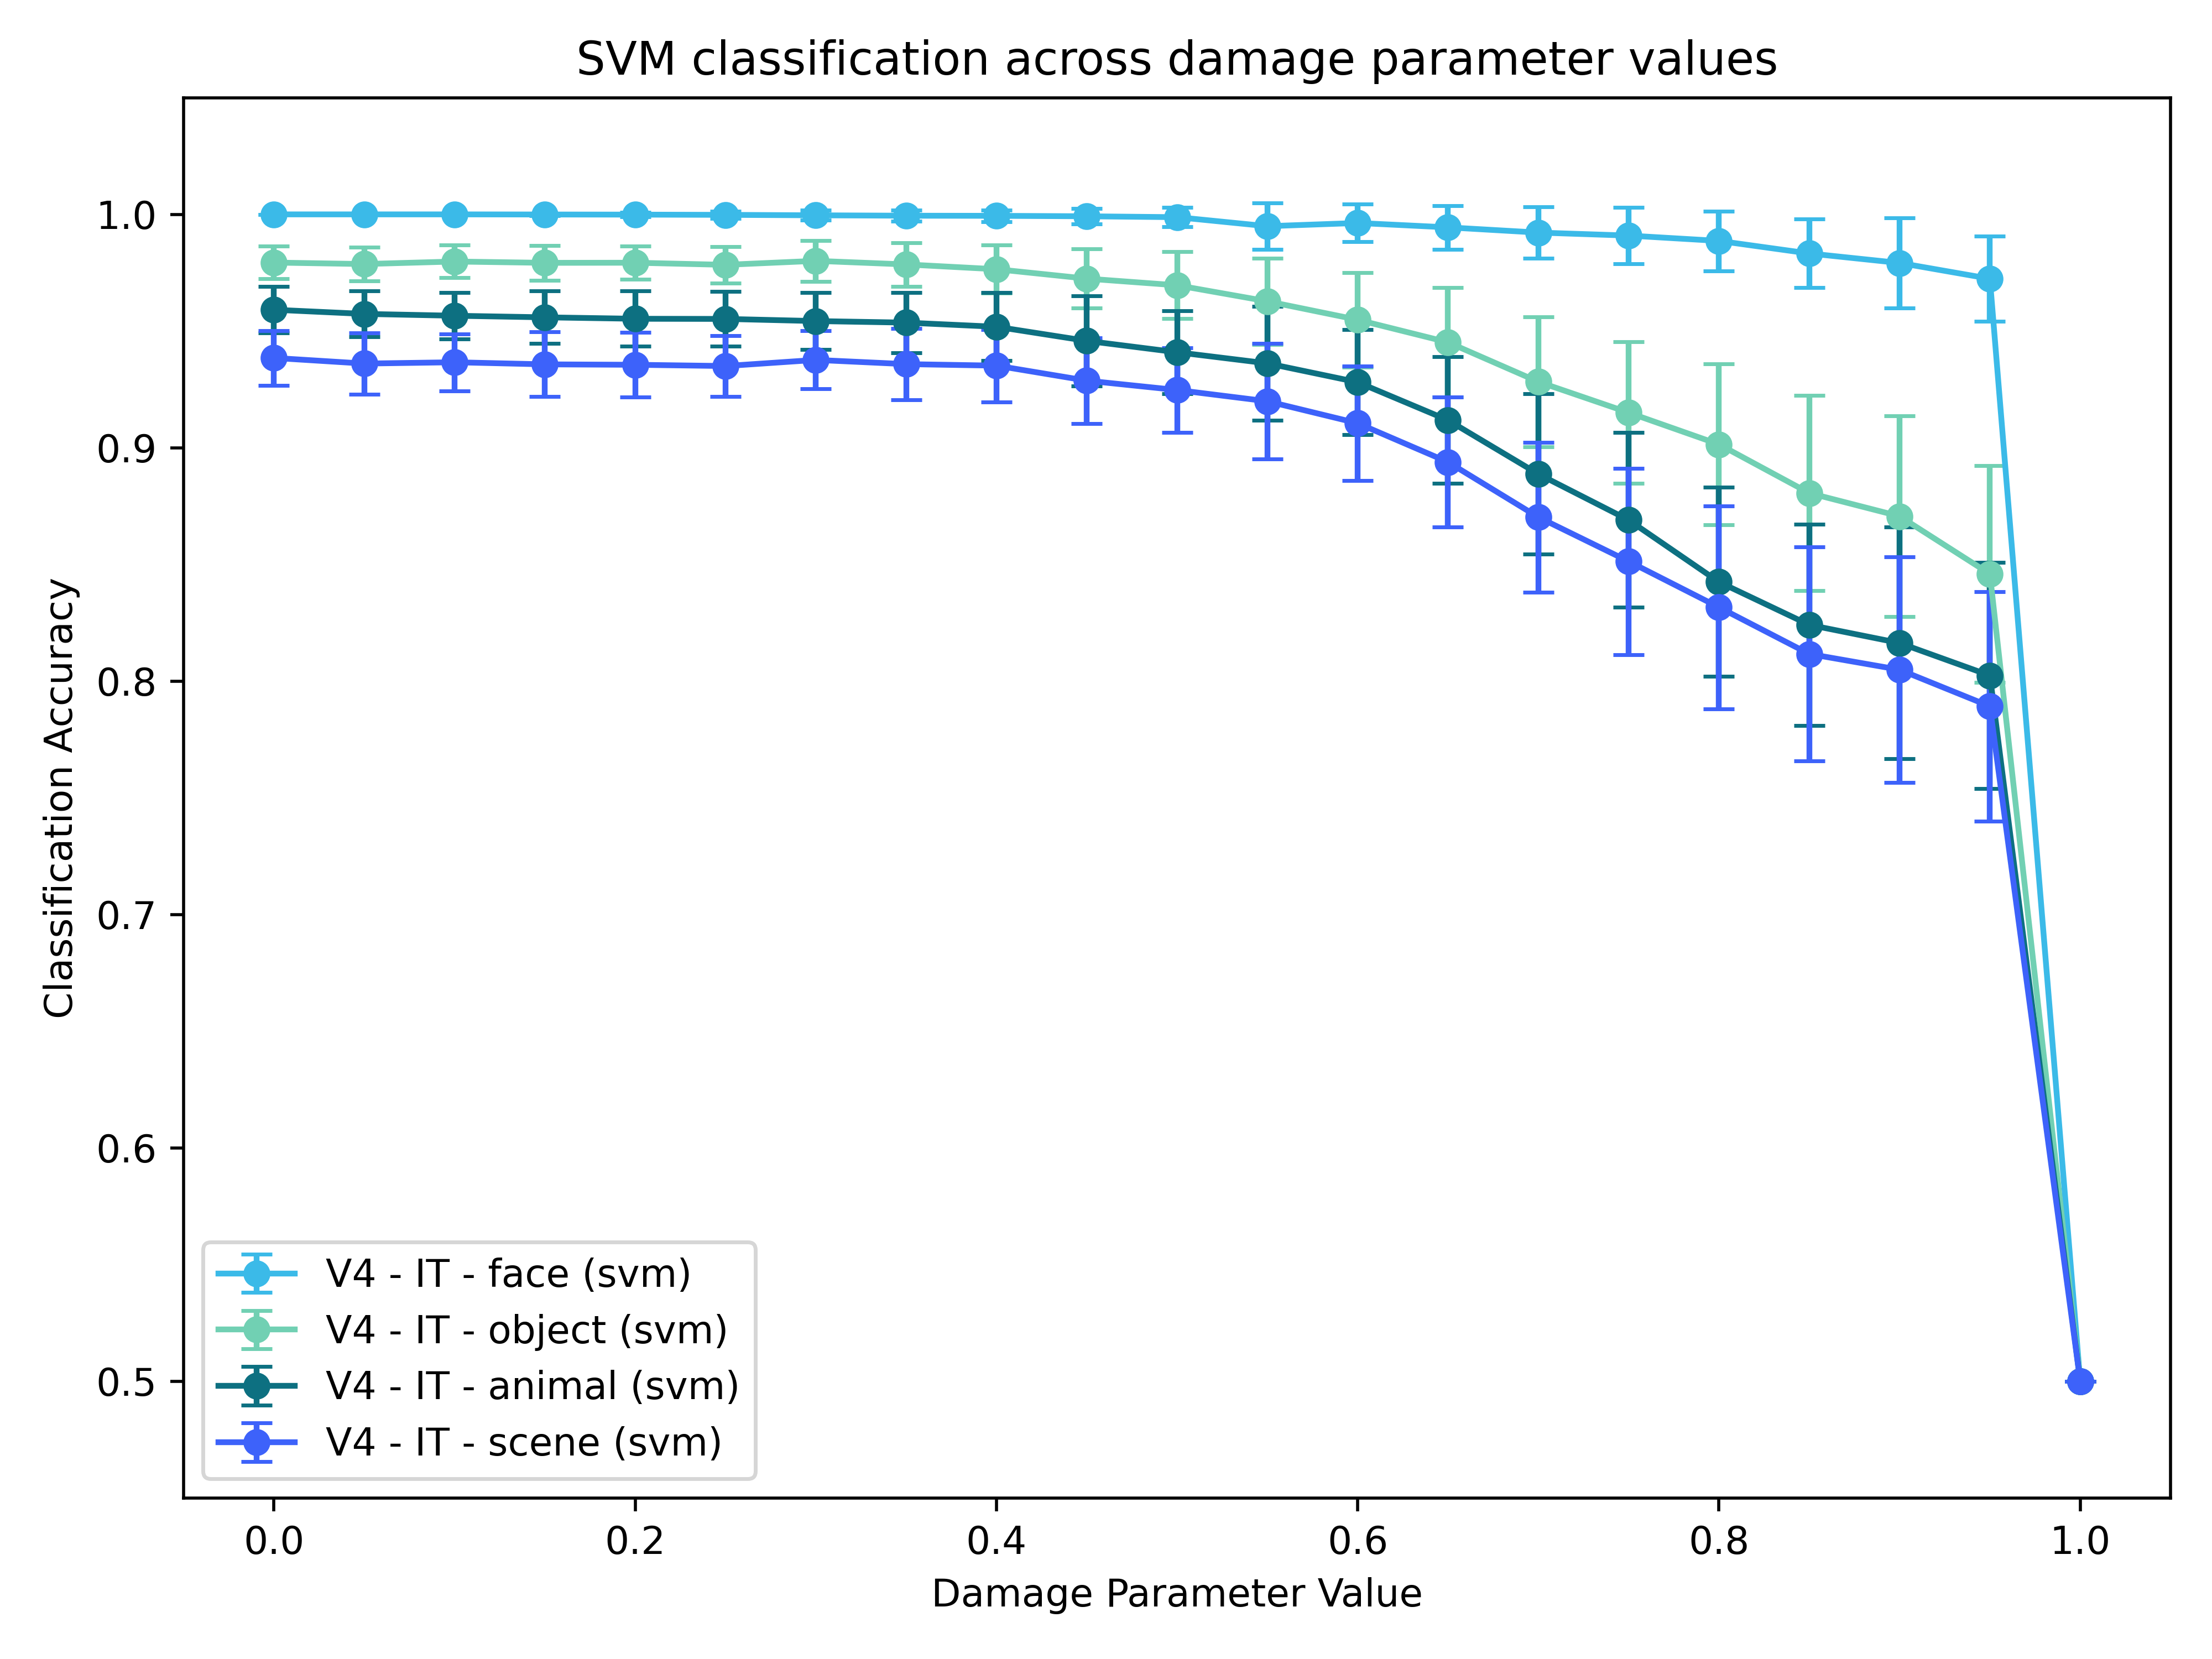 SVM classification across damage parameter values
1.0
0.9
0.8
0.7
0.6
0.5
Classification Accuracy
V4 - IT - face (svm)
V4 - IT - object (svm)
V4 - IT - animal (svm)
V4 - IT - scene (svm)
0.0 0.2 0.4 0.6 0.8 1.0
Damage Parameter Value